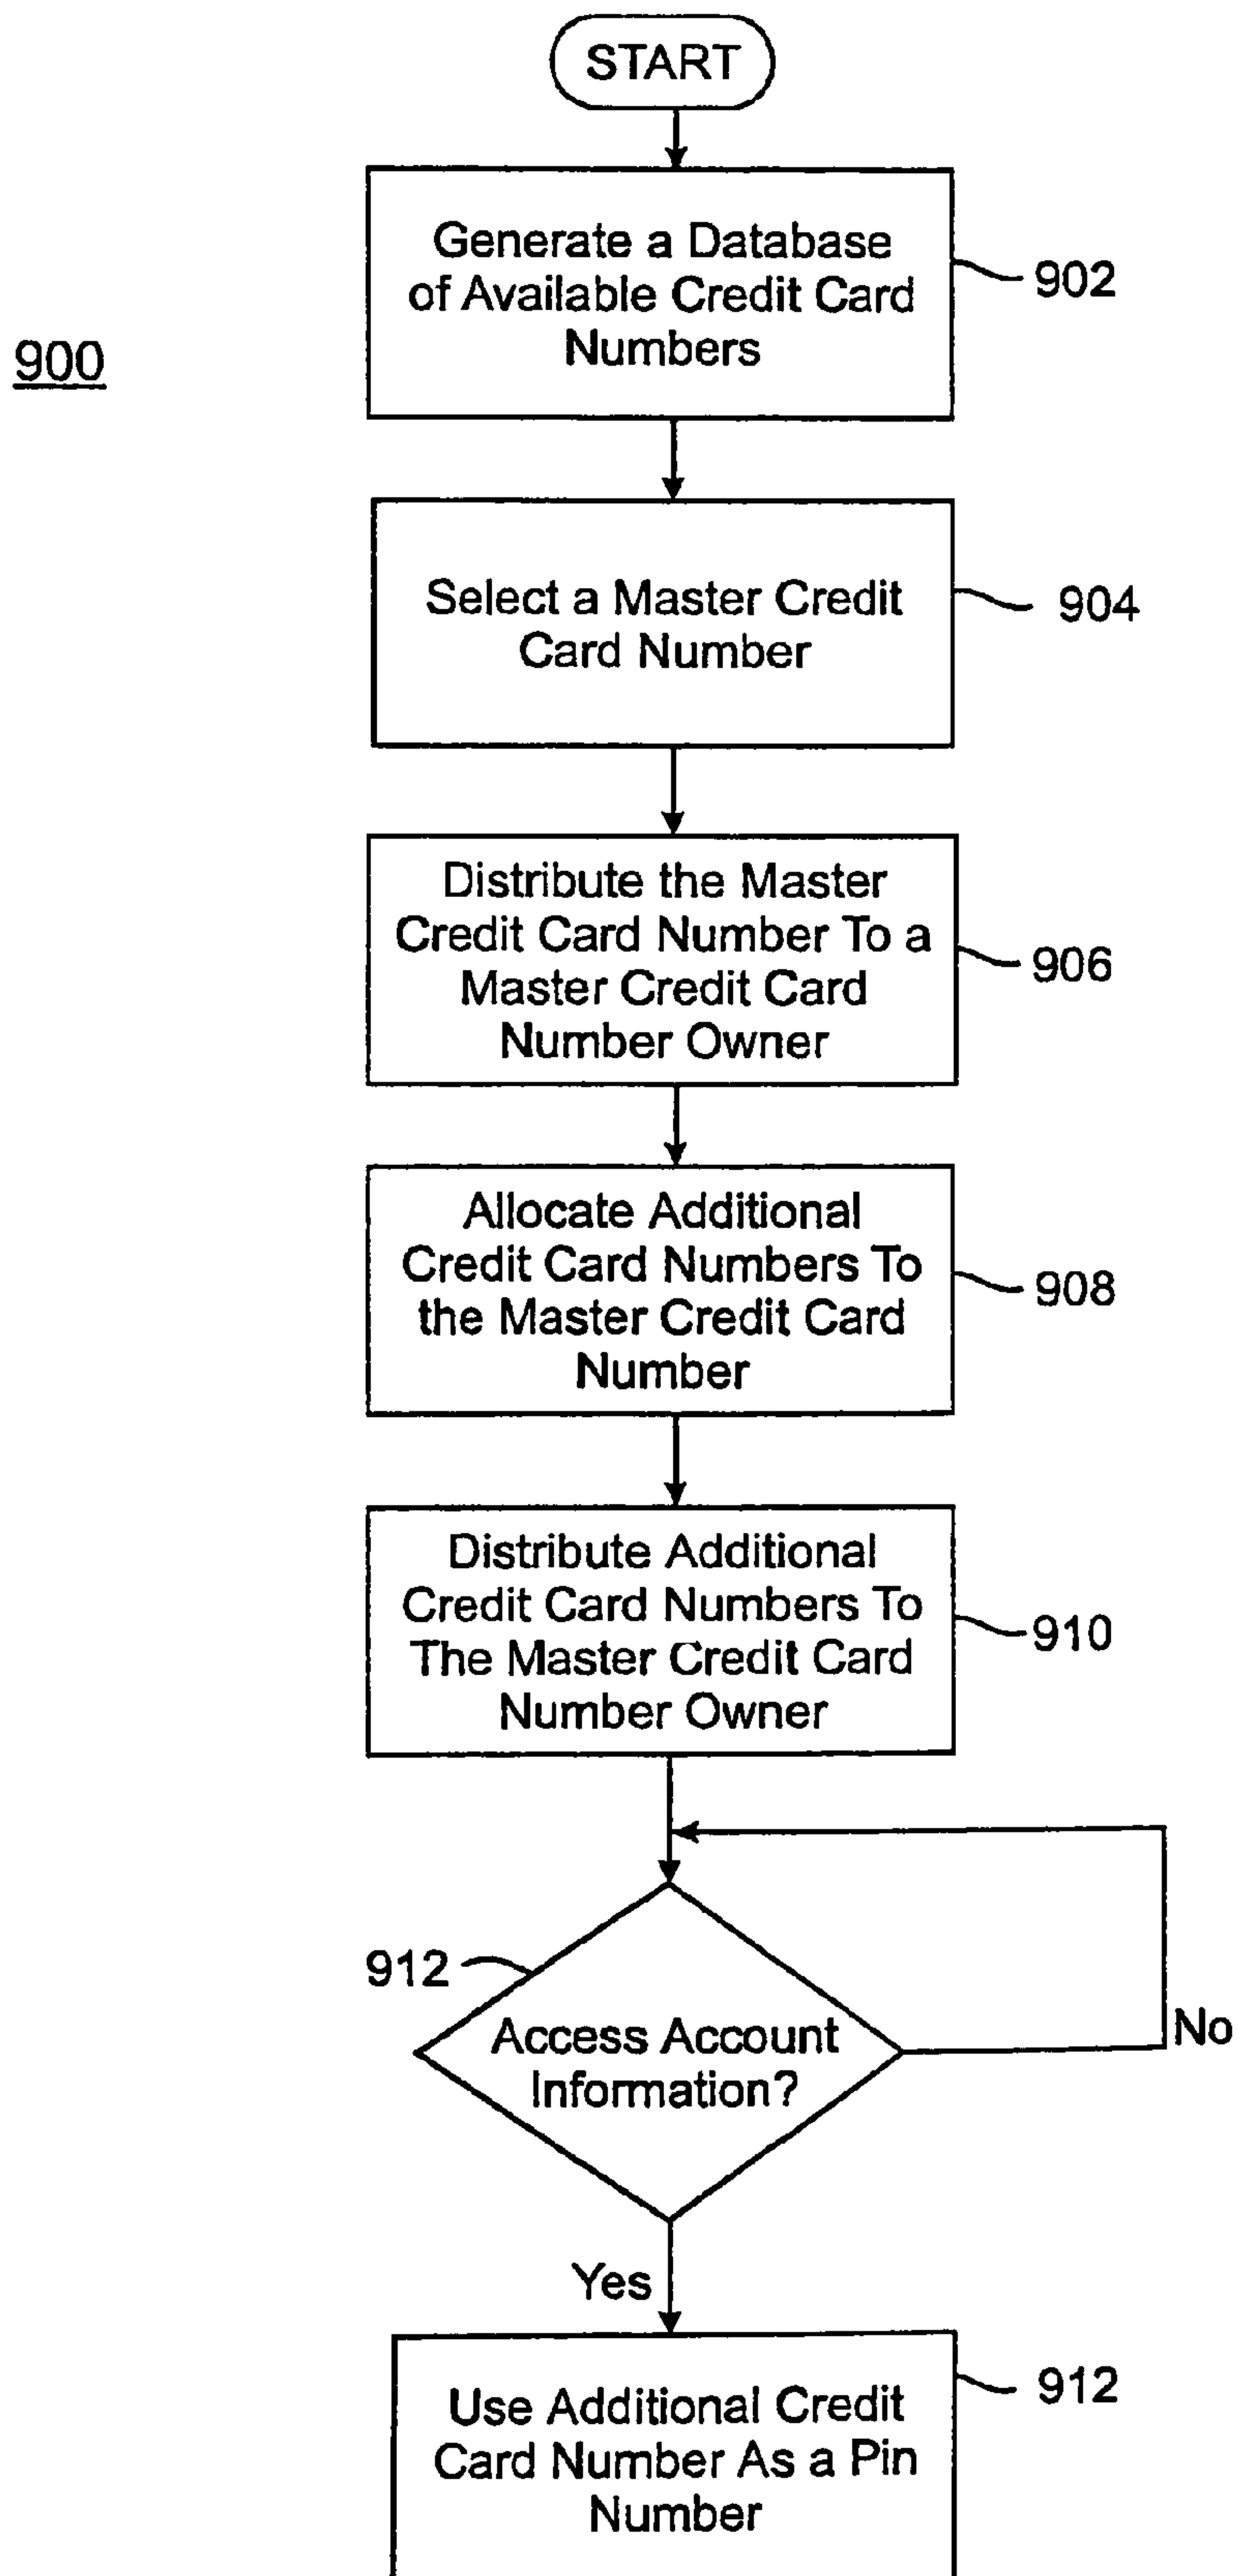 START
Generate a Database
of Available Credit Card
Numbers
902
900
Select a Master Credit
Card Number
904
Distribute the Master
Credit Card Number To a
Master Credit Card
Number Owner
906
Allocate Additional
Credit Card Numbers To
the Master Credit Card
Number
908
Distribute Additional
Credit Card Numbers To
The Master Credit Card
Number Owner
910
912
Access Account
Information?
No
Yes
Use Additional Credit
Card Number As a Pin
Number
912